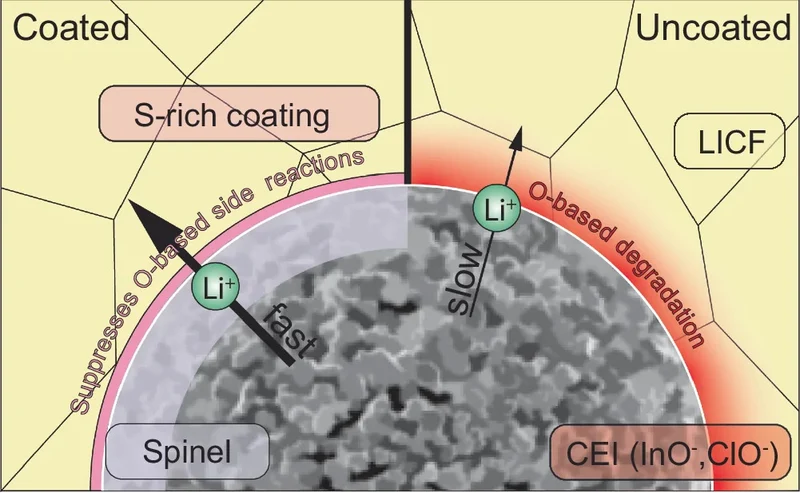 Coated
Uncoated
S-rich coating
LICF
Suppresses O-based side reactions
O-based degradation
Li⁺
Li⁺
fast
slow
Spinel
CEI (InO⁻,ClO⁻)